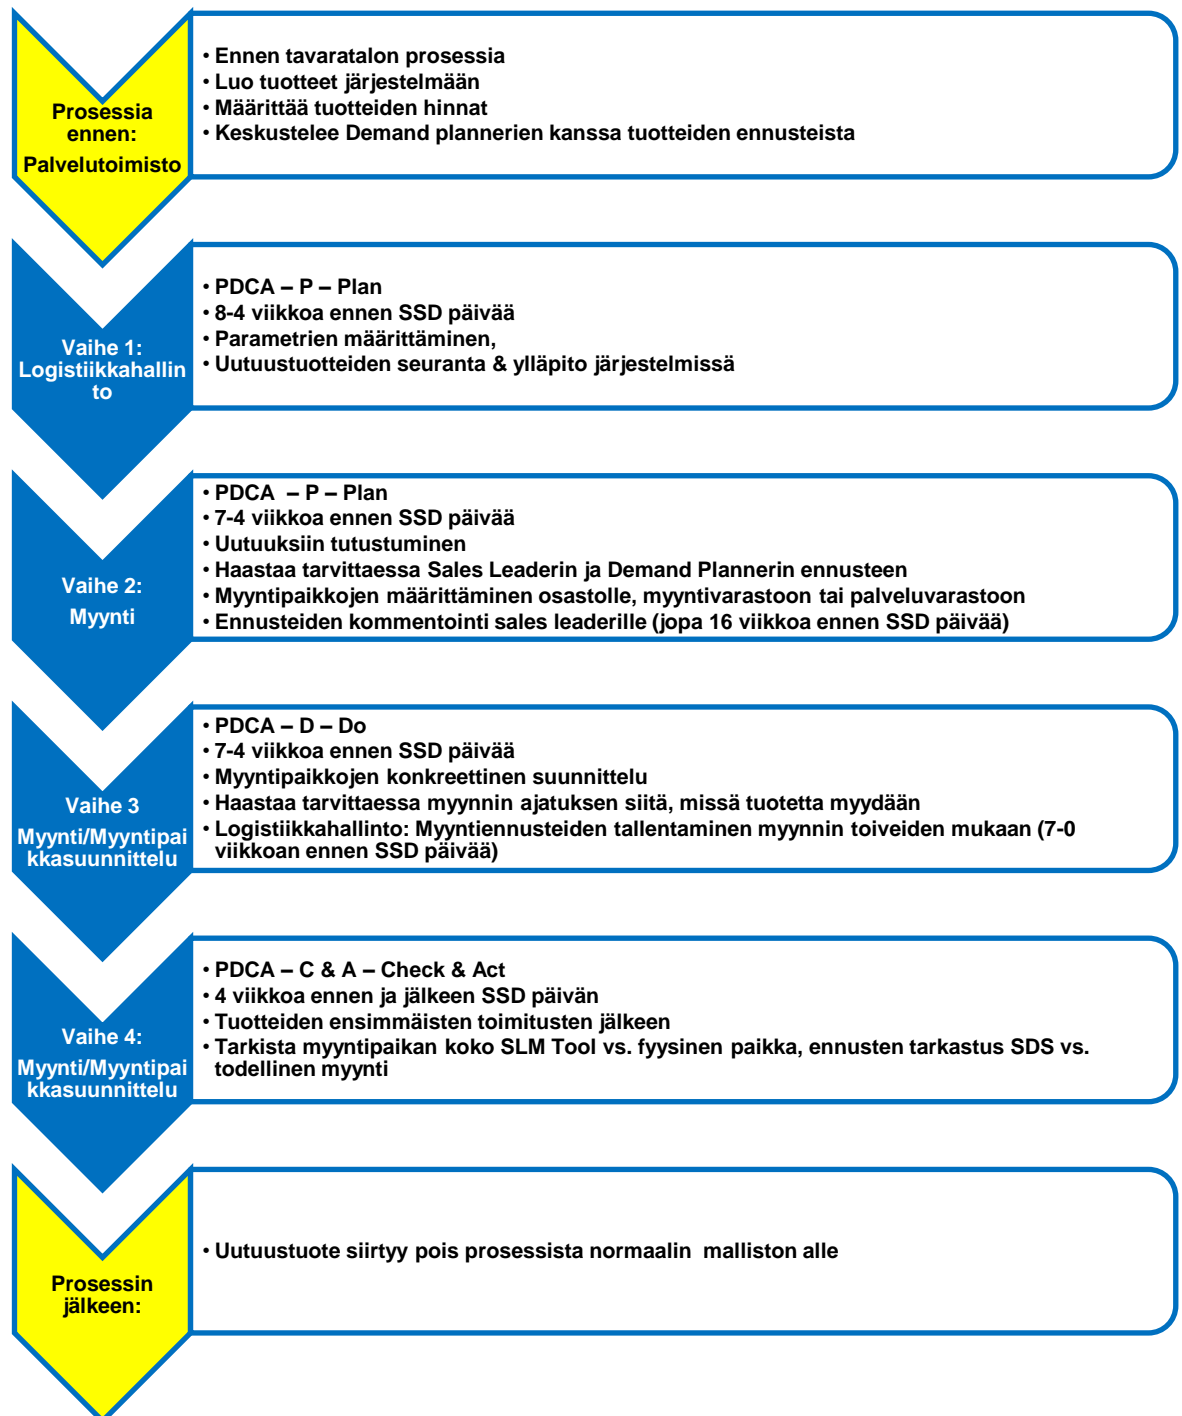 Prosessia
ennen:
Palvelutoimisto
• Ennen tavaratalon prosessia
• Luo tuotteet järjestelmään
• Määrittää tuotteiden hinnat
• Keskustelee Demand plannerien kanssa tuotteiden ennusteista
Vaihe 1:
Logistiikkahallin
to
• PDCA – P – Plan
• 8-4 viikkoa ennen SSD päivää
• Parametrien määrittäminen,
• Uutuustuotteiden seuranta & ylläpito järjestelmissä
Vaihe 2:
Myynti
• PDCA – P – Plan
• 7-4 viikkoa ennen SSD päivää
• Uutuuksiin tutustuminen
• Haastaa tarvittaessa Sales Leaderin ja Demand Plannerin ennusteen
• Myyntipaikkojen määrittäminen osastolle, myyntivarastoon tai palveluvarastoon
• Ennusteiden kommentointi sales leaderille (jopa 16 viikkoa ennen SSD päivää)
Vaihe 3
Myynti/Myyntipai
kkasuunnittelu
• PDCA – D – Do
• 7-4 viikkoa ennen SSD päivää
• Myyntipaikkojen konkreettinen suunnittelu
• Haastaa tarvittaessa myynnin ajatuksen siitä, missä tuotetta myydään
• Logistiikkahallinto: Myyntiennusteiden tallentaminen myynnin toiveiden mukaan (7-0
viikkoan ennen SSD päivää)
Vaihe 4:
Myynti/Myyntipai
kkasuunnittelu
• PDCA – C & A – Check & Act
• 4 viikkoa ennen ja jälkeen SSD päivän
• Tuotteiden ensimmäisten toimitusten jälkeen
• Tarkista myyntipaikan koko SLM Tool vs. fyysinen paikka, ennusten tarkastus SDS vs.
todellinen myynti
Prosessin
jälkeen:
• Uutuustuote siirtyy pois prosessista normaalin malliston alle